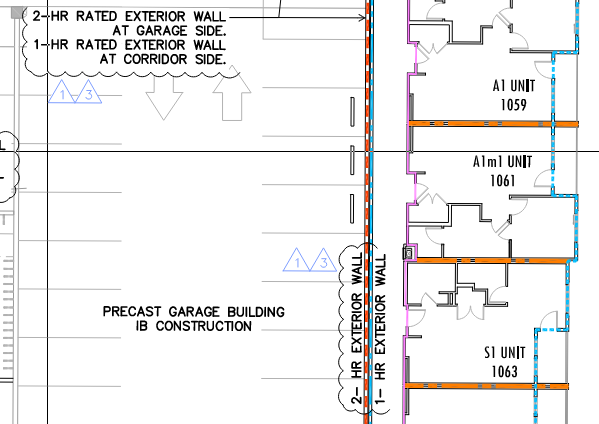 2-HR RATED EXTERIOR WALL
AT GARAGE SIDE.
1-HR RATED EXTERIOR WALL
AT CORRIDOR SIDE.
1 3
A1 UNIT
1059
A1m1 UNIT
1061
1 3
2- HR EXTERIOR WALL
1- HR EXTERIOR WALL
PRECAST GARAGE BUILDING
IB CONSTRUCTION
S1 UNIT
1063